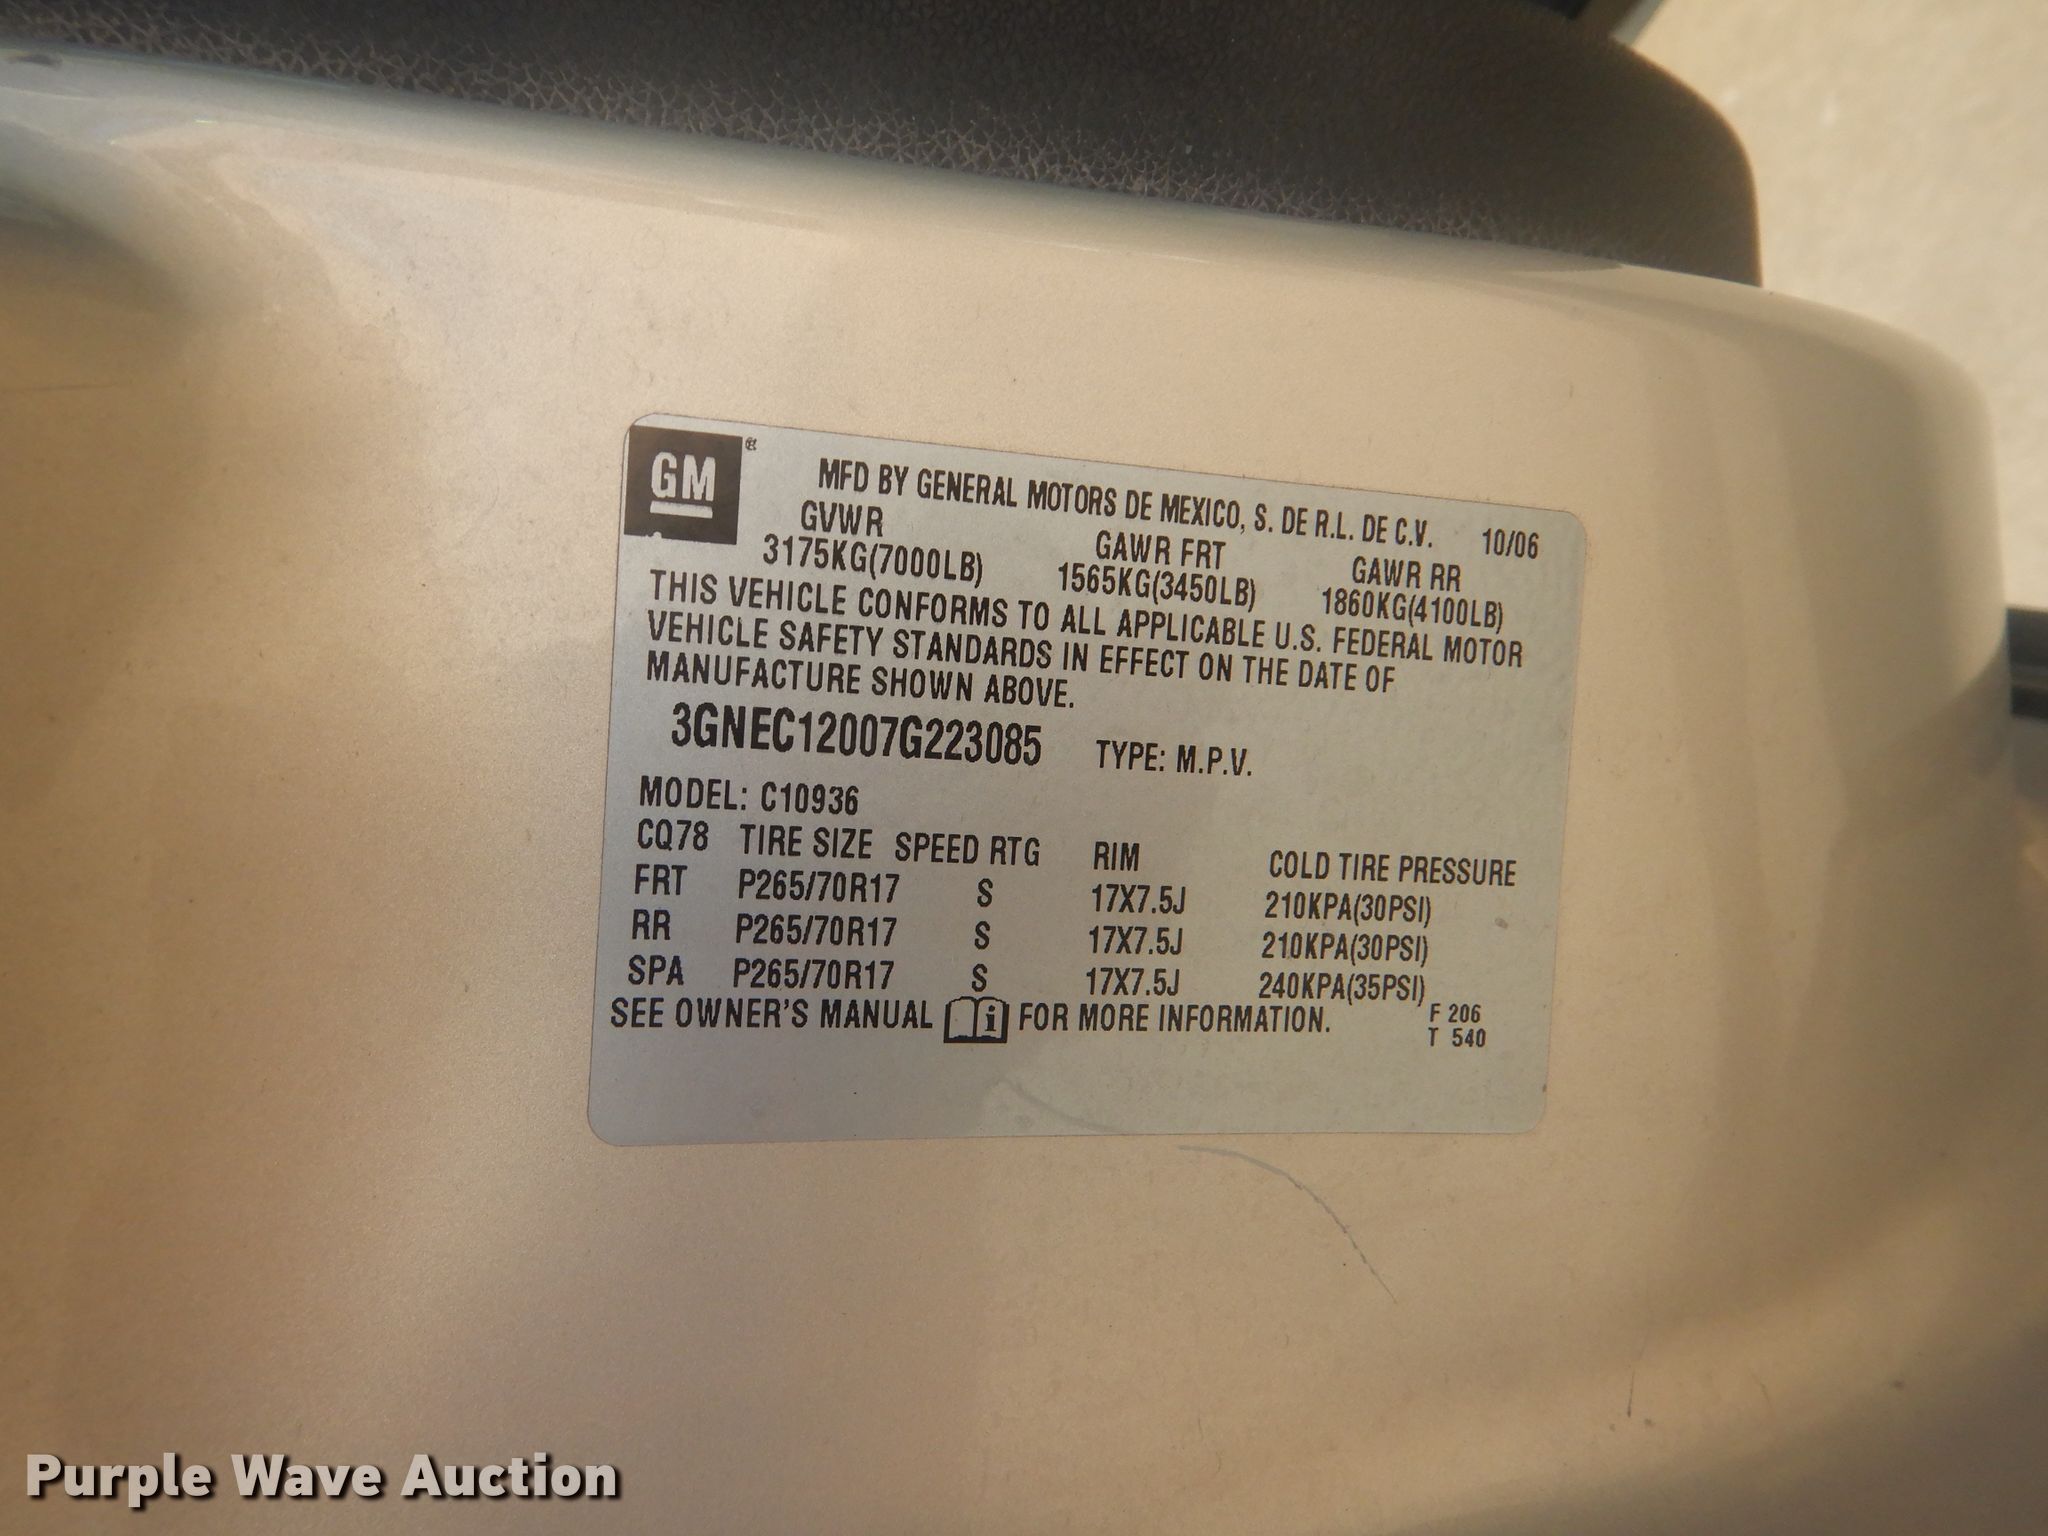 GM ®
MFD BY GENERAL MOTORS DE MEXICO, S. DE R.L. DE C.V. 10/06
GVWR GAWR FRT GAWR RR
3175KG(7000LB) 1565KG(3450LB) 1860KG(4100LB)
THIS VEHICLE CONFORMS TO ALL APPLICABLE U.S. FEDERAL MOTOR
VEHICLE SAFETY STANDARDS IN EFFECT ON THE DATE OF
MANUFACTURE SHOWN ABOVE.
3GNEC12007G223085 TYPE: M.P.V.
MODEL: C10936
CQ78 TIRE SIZE SPEED RTG RIM COLD TIRE PRESSURE
FRT P265/70R17 S 17X7.5J 210KPA(30PSI)
RR P265/70R17 S 17X7.5J 210KPA(30PSI)
SPA P265/70R17 S 17X7.5J 240KPA(35PSI)
SEE OWNER'S MANUAL i FOR MORE INFORMATION. F 206
T 540
Purple Wave Auction